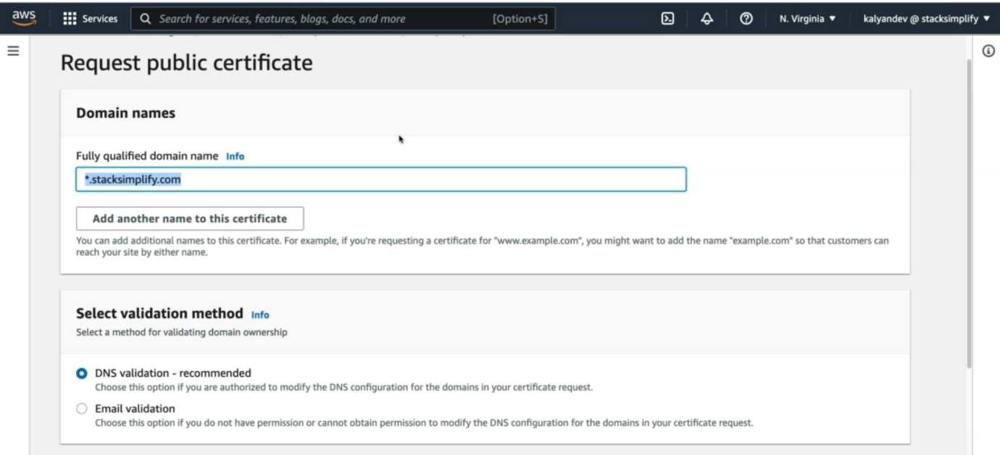 aws
Services
Search for services, features, blogs, docs, and more
[Option+S]
N. Virginia ▼
kalyandev @ stacksimplify ▼
Request public certificate
Domain names
Fully qualified domain name Info
*.stacksimplify.com
Add another name to this certificate
You can add additional names to this certificate. For example, if you're requesting a certificate for "www.example.com", you might want to add the name "example.com" so that customers can
reach your site by either name.
Select validation method Info
Select a method for validating domain ownership
DNS validation - recommended
Choose this option if you are authorized to modify the DNS configuration for the domains in your certificate request.
Email validation
Choose this option if you do not have permission or cannot obtain permission to modify the DNS configuration for the domains in your certificate request.